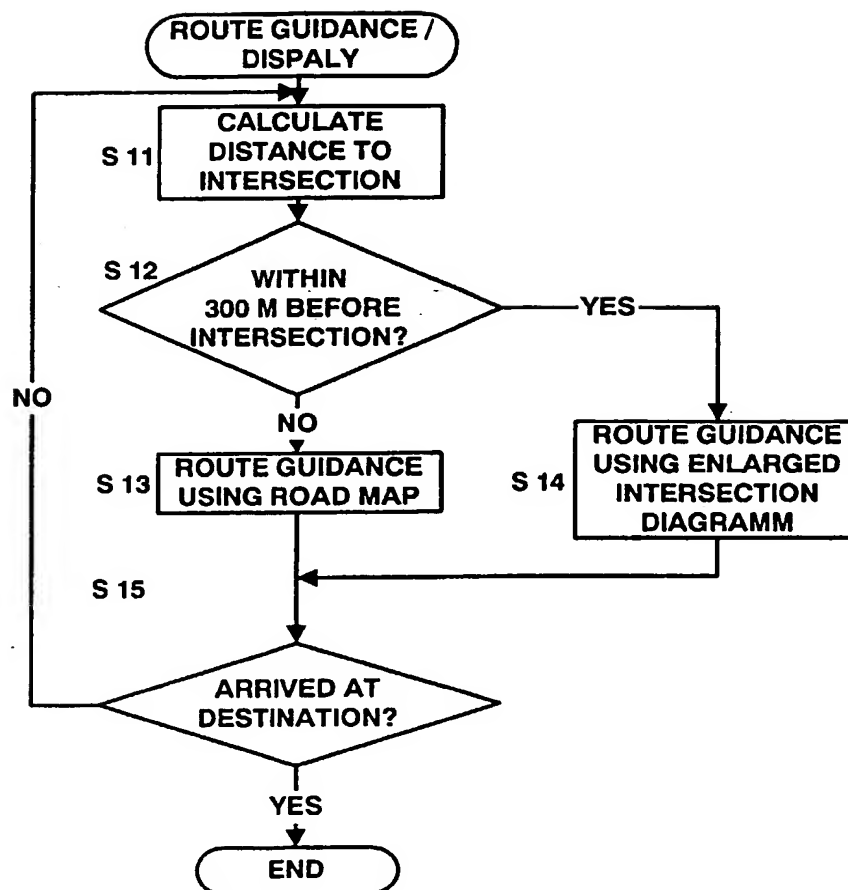 ROUTE GUIDANCE /
DISPALY
S 11
CALCULATE
DISTANCE TO
INTERSECTION
S 12
WITHIN
300 M BEFORE
INTERSECTION?
YES
NO
NO
S 13
ROUTE GUIDANCE
USING ROAD MAP
S 14
ROUTE GUIDANCE
USING ENLARGED
INTERSECTION
DIAGRAMM
S 15
ARRIVED AT
DESTINATION?
YES
END